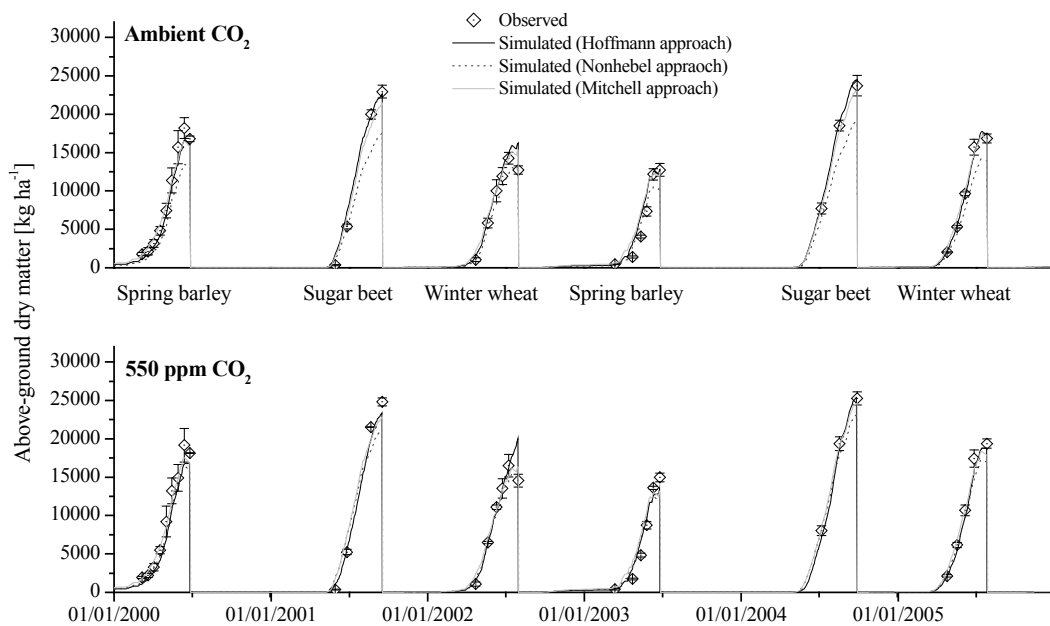 Above-ground dry matter [kg ha⁻¹]
Ambient CO₂
Observed
Simulated (Hoffmann approach)
Simulated (Nonhebel appraoch)
Simulated (Mitchell approach)
30000
25000
20000
15000
10000
5000
0
Spring barley Sugar beet Winter wheat Spring barley Sugar beet Winter wheat
550 ppm CO₂
30000
25000
20000
15000
10000
5000
0
01/01/2000 01/01/2001 01/01/2002 01/01/2003 01/01/2004 01/01/2005